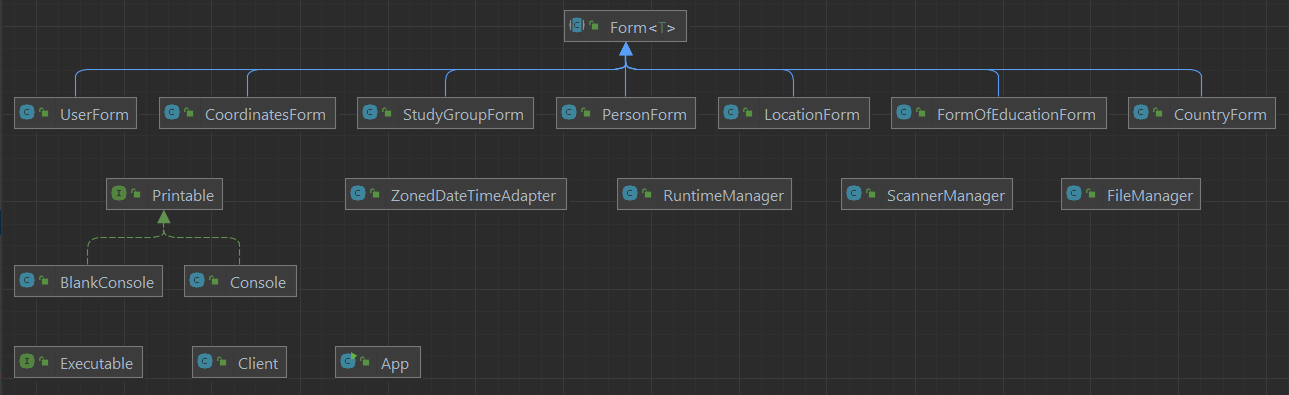 Form<T>
UserForm CoordinatesForm StudyGroupForm PersonForm LocationForm FormOfEducationForm CountryForm
Printable ZonedDateTimeAdapter RuntimeManager ScannerManager FileManager
BlankConsole Console
Executable Client App